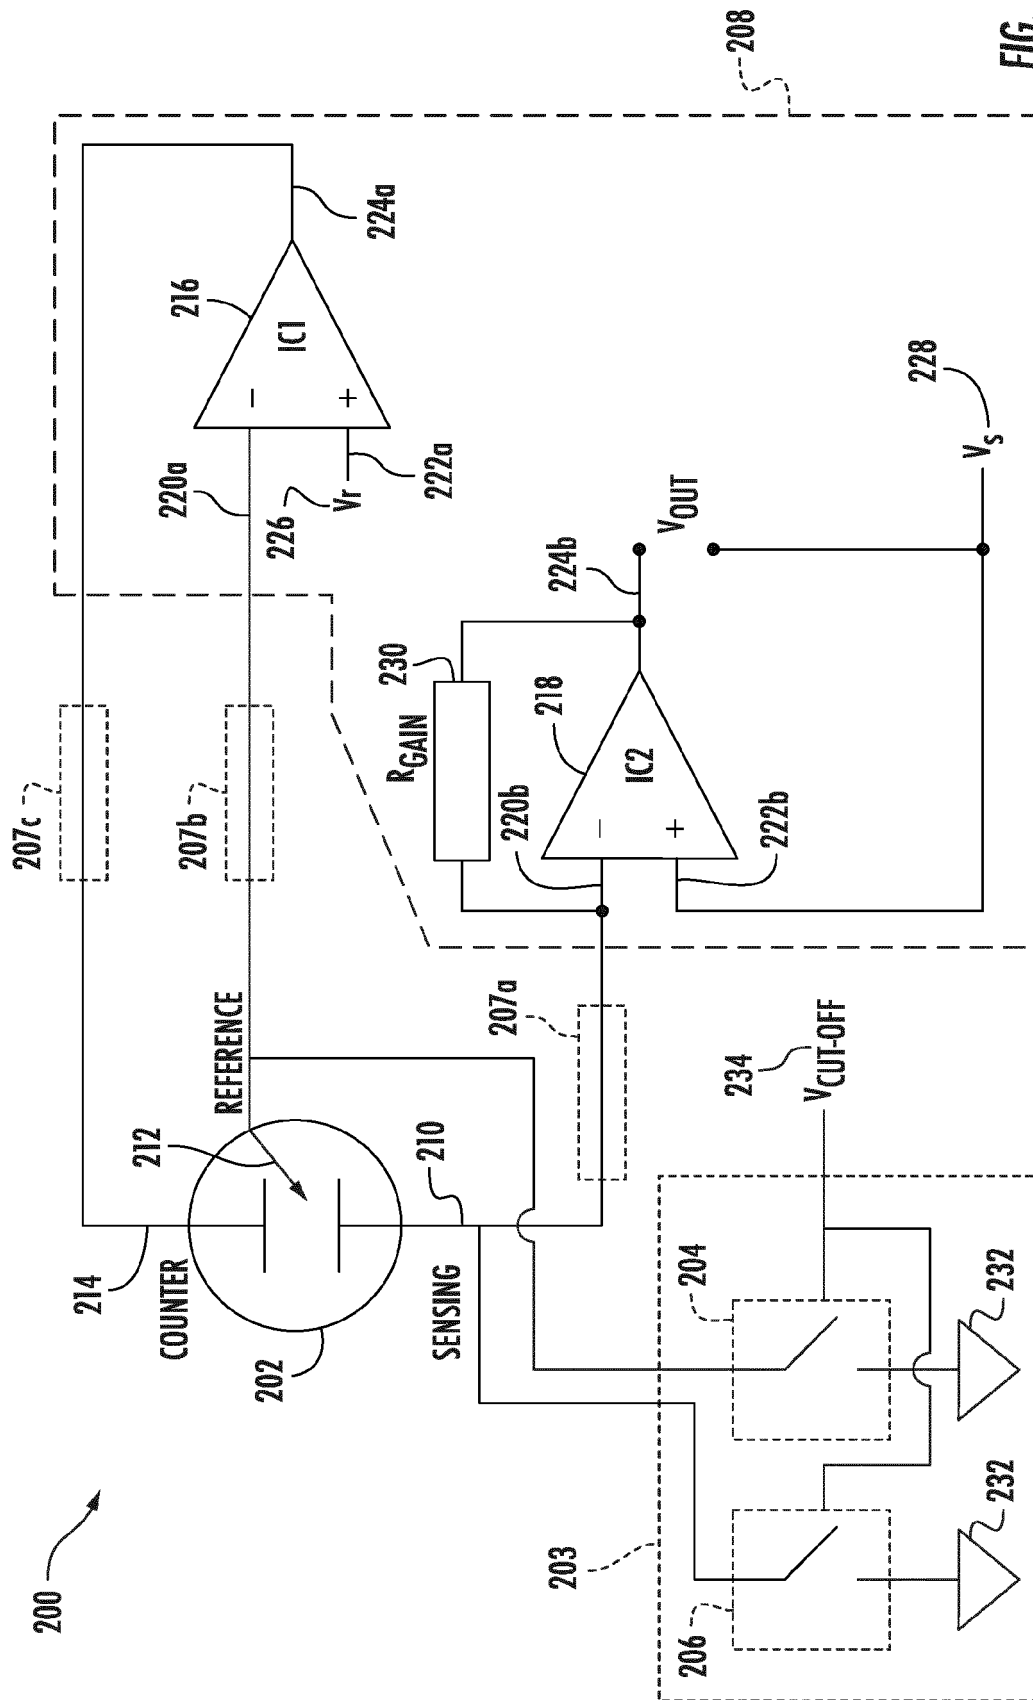 200
214
COUNTER
202
212
REFERENCE
SENSING
210
207c
207b
207a
220a
226
Vr
222a
216
IC1
−
+
224a
208
RGAIN
230
220b
222b
218
IC2
−
+
224b
VOUT
228
Vs
203
204
206
232
232
234
VCUT-OFF
FIG.